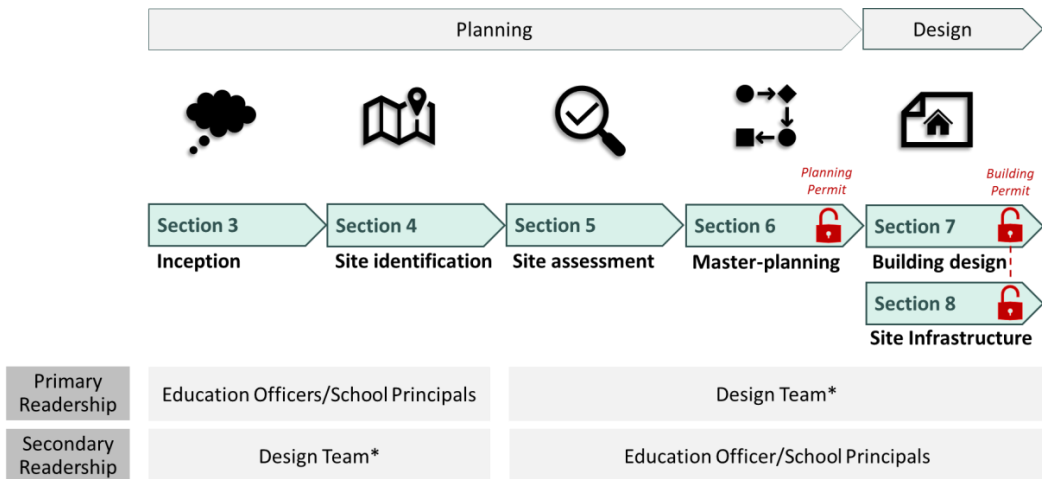 Planning
Design
Planning
Permit
Building
Permit
Section 3
Section 4
Section 5
Section 6
Section 7
Inception
Site identification
Site assessment
Master-planning
Building design
Section 8
Site Infrastructure
Primary
Readership
Education Officers/School Principals
Design Team*
Secondary
Readership
Design Team*
Education Officer/School Principals